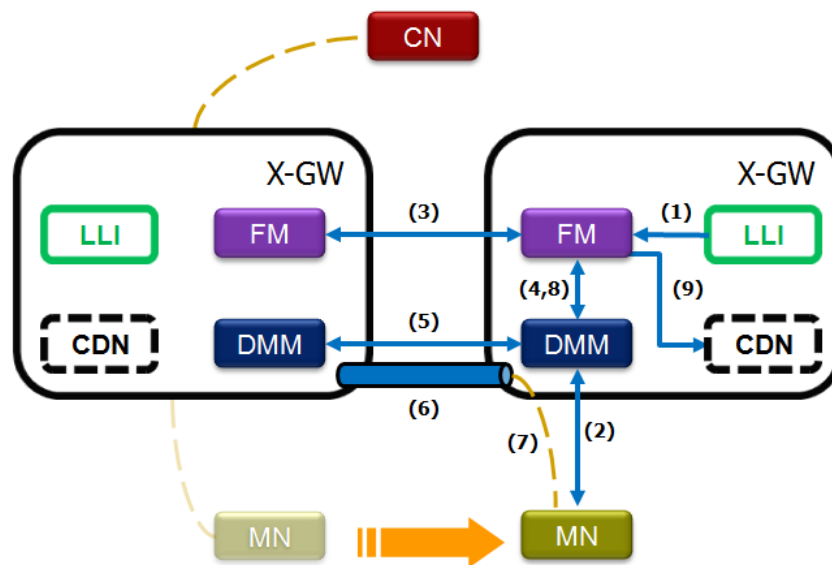 CN
X-GW
X-GW
LLI
FM
(3)
FM
(1)
LLI
(4,8)
(9)
CDN
DMM
(5)
DMM
CDN
(6)
(7)
(2)
MN
MN